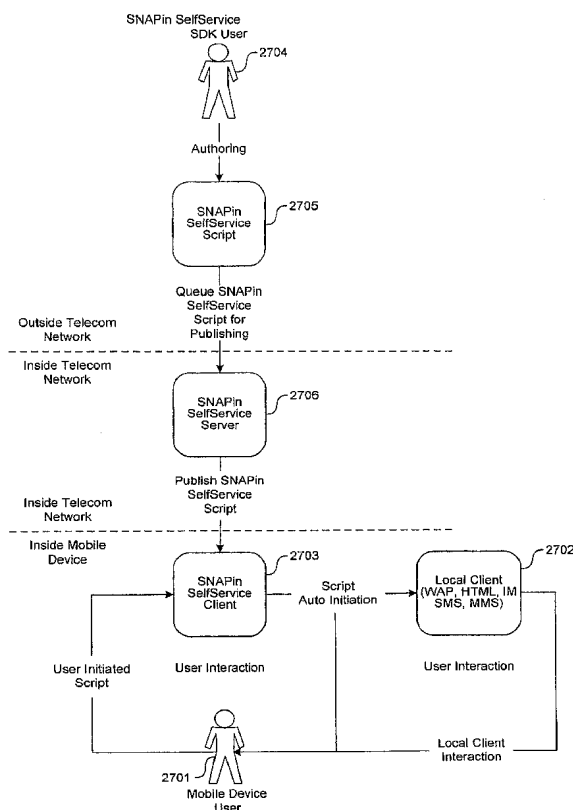 SNAPin SelfService
SDK User
2704
Authoring
2705
SNAPin
SelfService
Script
Queue SNAPin
SelfService
Script for
Publishing
Outside Telecom
Network
Inside Telecom
Network
2706
SNAPin
SelfService
Server
Publish SNAPin
SelfService
Script
Inside Telecom
Network
Inside Mobile
Device
2703
SNAPin
SelfService
Client
Script
Auto Initiation
2702
Local Client
(WAP, HTML, IM
SMS, MMS)
User Initiated
Script
User Interaction
User Interaction
Local Client
Interaction
2701
Mobile Device
User